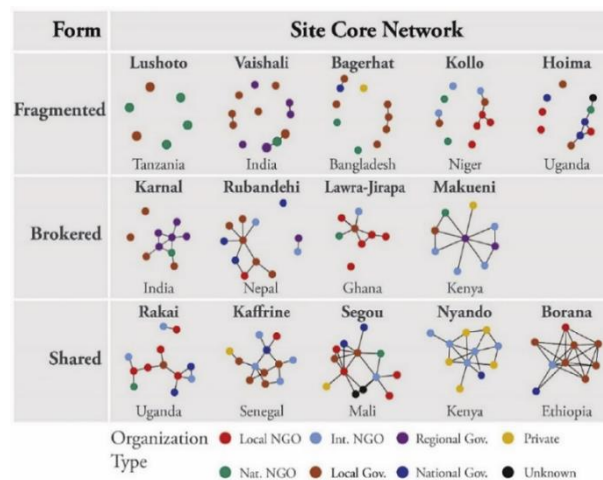 Form Site Core Network
Fragmented
Lushoto Vaishali Bagerhat Kollo Hoima
Tanzania India Bangladesh Niger Uganda
Brokered
Karnal Rubandehi Lawra-Jirapa Makueni
India Nepal Ghana Kenya
Shared
Rakai Kaffrine Segou Nyando Borana
Uganda Senegal Mali Kenya Ethiopia
Organization Type
Local NGO Int. NGO Regional Gov. Private
Nat. NGO Local Gov. National Gov. Unknown